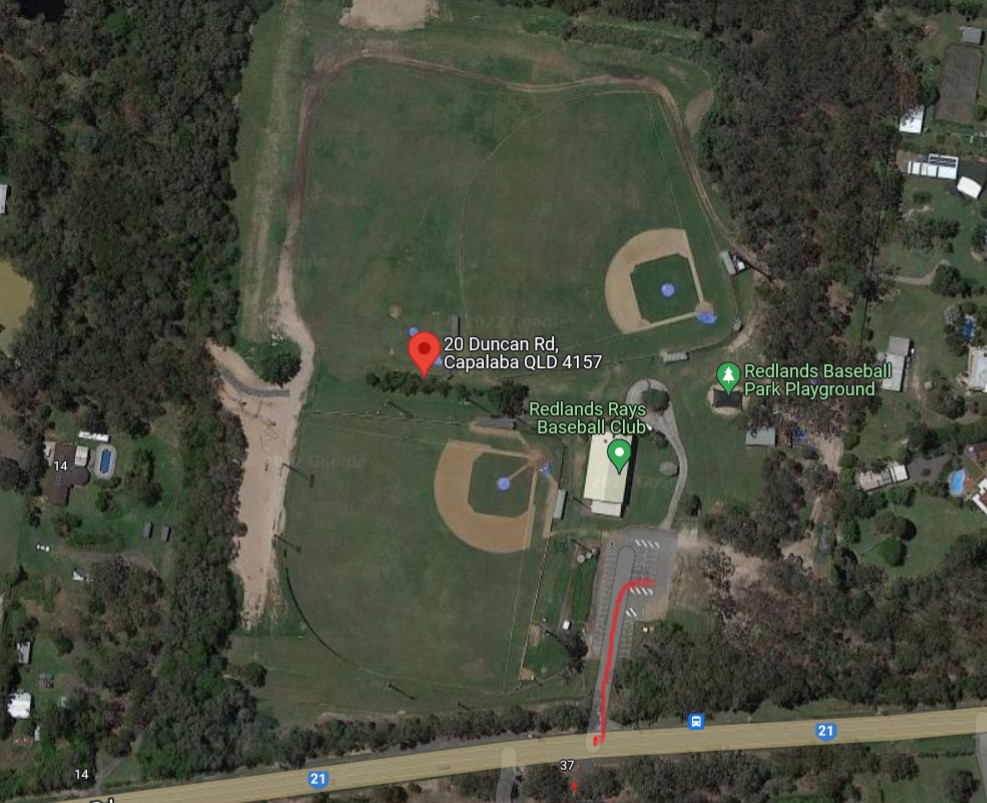 20 Duncan Rd,
Capalaba QLD 4157
Redlands Baseball
Park Playground
Redlands Rays
Baseball Club
14
21
37
14
21